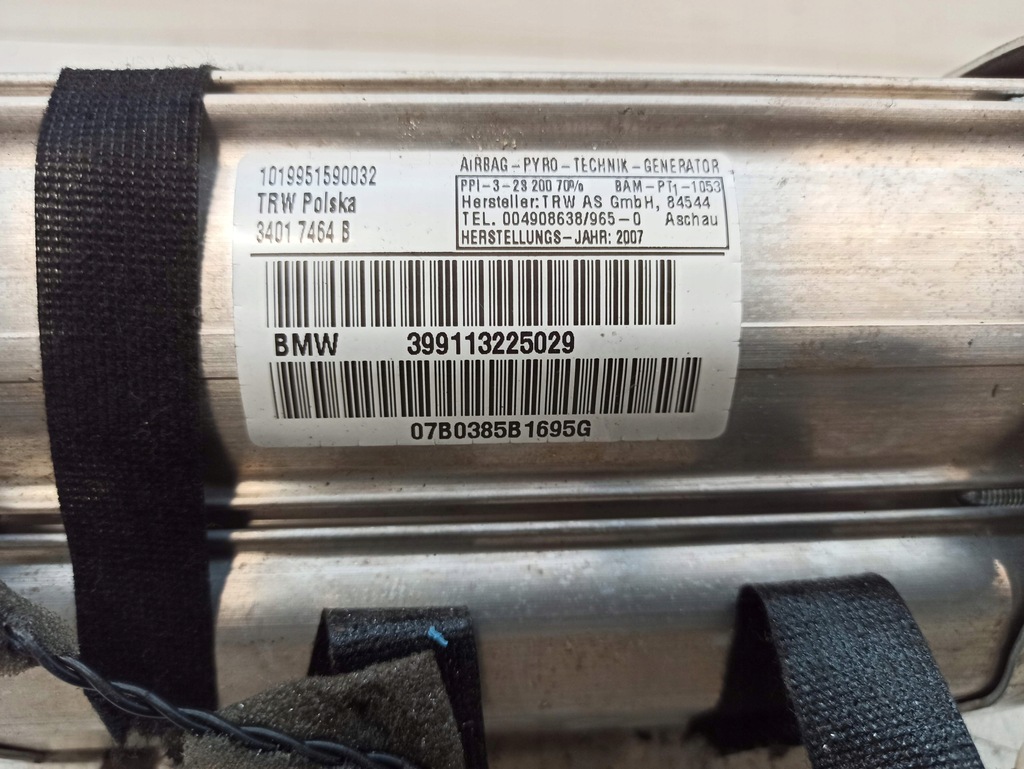 1019951590032
TRW Polska
3401 7464 B
AIRBAG-PYRO-TECHNIK-GENERATOR
PPI-3-2S 200 70% BAM-PT1-1053
Hersteller: TRW AS GmbH, 84544
TEL. 004908638/965-0 Aschau
HERSTELLUNGS-JAHR: 2007
BMW 399113225029
07B0385B1695G